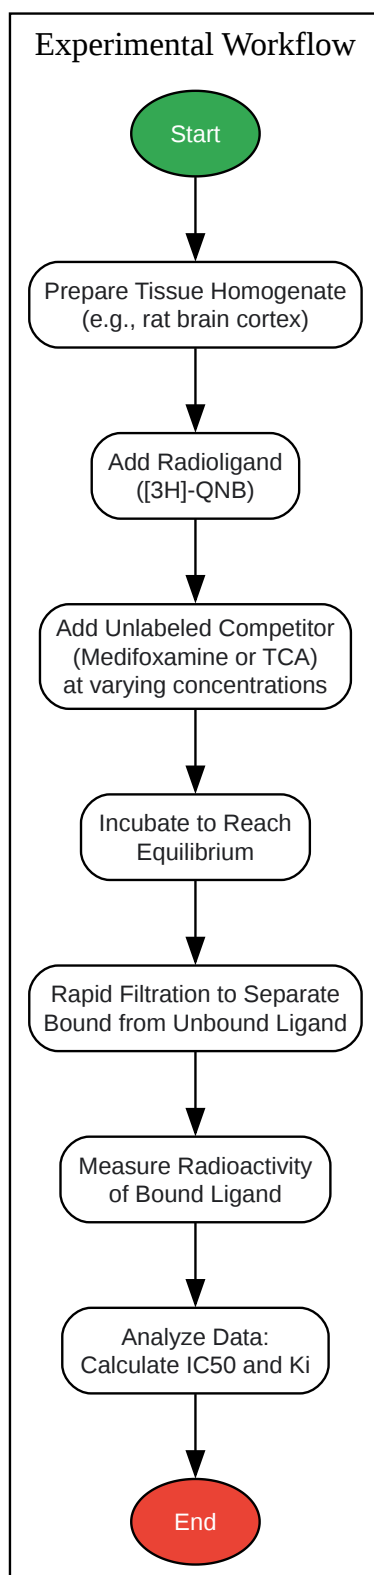 Experimental Workflow
Start
Prepare Tissue Homogenate
(e.g., rat brain cortex)
Add Radioligand
([3H]-QNB)
Add Unlabeled Competitor
(Medifoxamine or TCA)
at varying concentrations
Incubate to Reach
Equilibrium
Rapid Filtration to Separate
Bound from Unbound Ligand
Measure Radioactivity
of Bound Ligand
Analyze Data:
Calculate IC50 and Ki
End